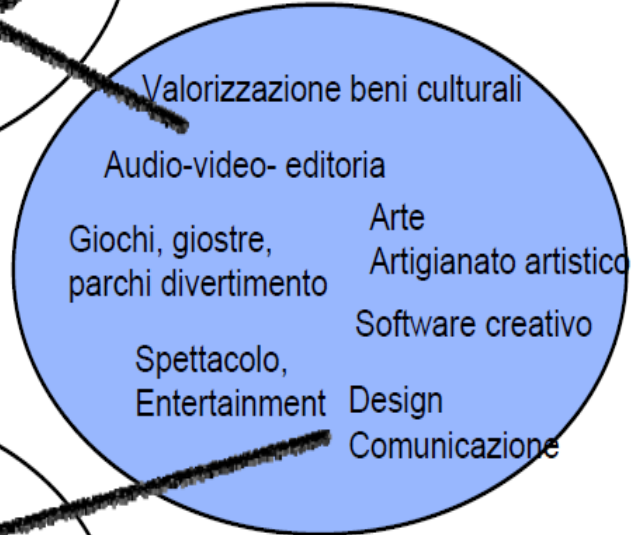 Valorizzazione beni culturali
Audio-video- editoria
Giochi, giostre,
parchi divertimento
Arte
Artigianato artistico
Software creativo
Spettacolo,
Entertainment
Design
Comunicazione